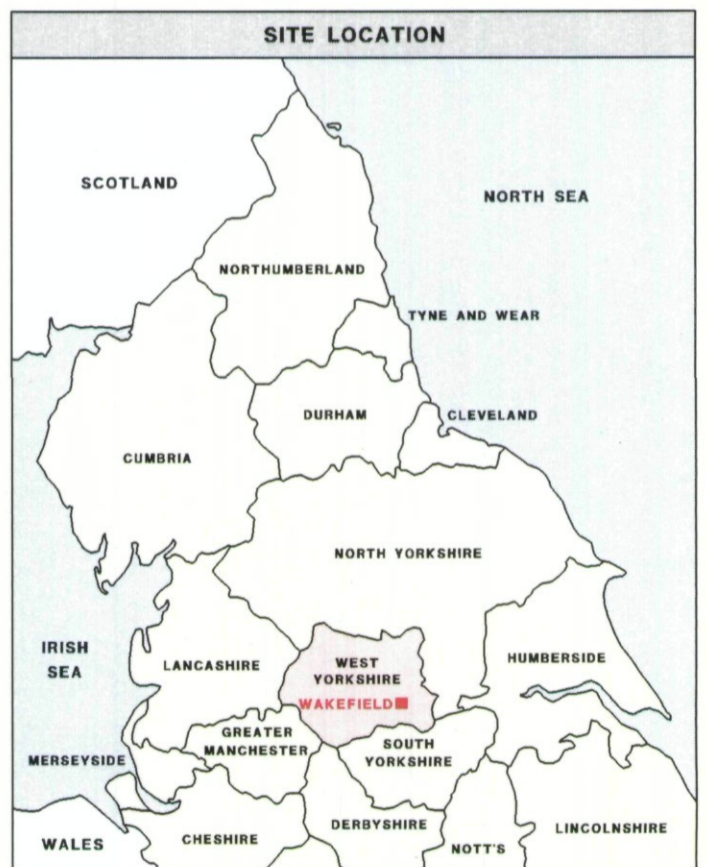 SITE LOCATION
SCOTLAND
NORTH SEA
NORTHUMBERLAND
TYNE AND WEAR
DURHAM
CLEVELAND
CUMBRIA
NORTH YORKSHIRE
IRISH
SEA
LANCASHIRE
WEST
YORKSHIRE
HUMBERSIDE
WAKEFIELD
GREATER
MANCHESTER
SOUTH
YORKSHIRE
MERSEYSIDE
WALES
CHESHIRE
DERBYSHIRE
NOTT'S
LINCOLNSHIRE